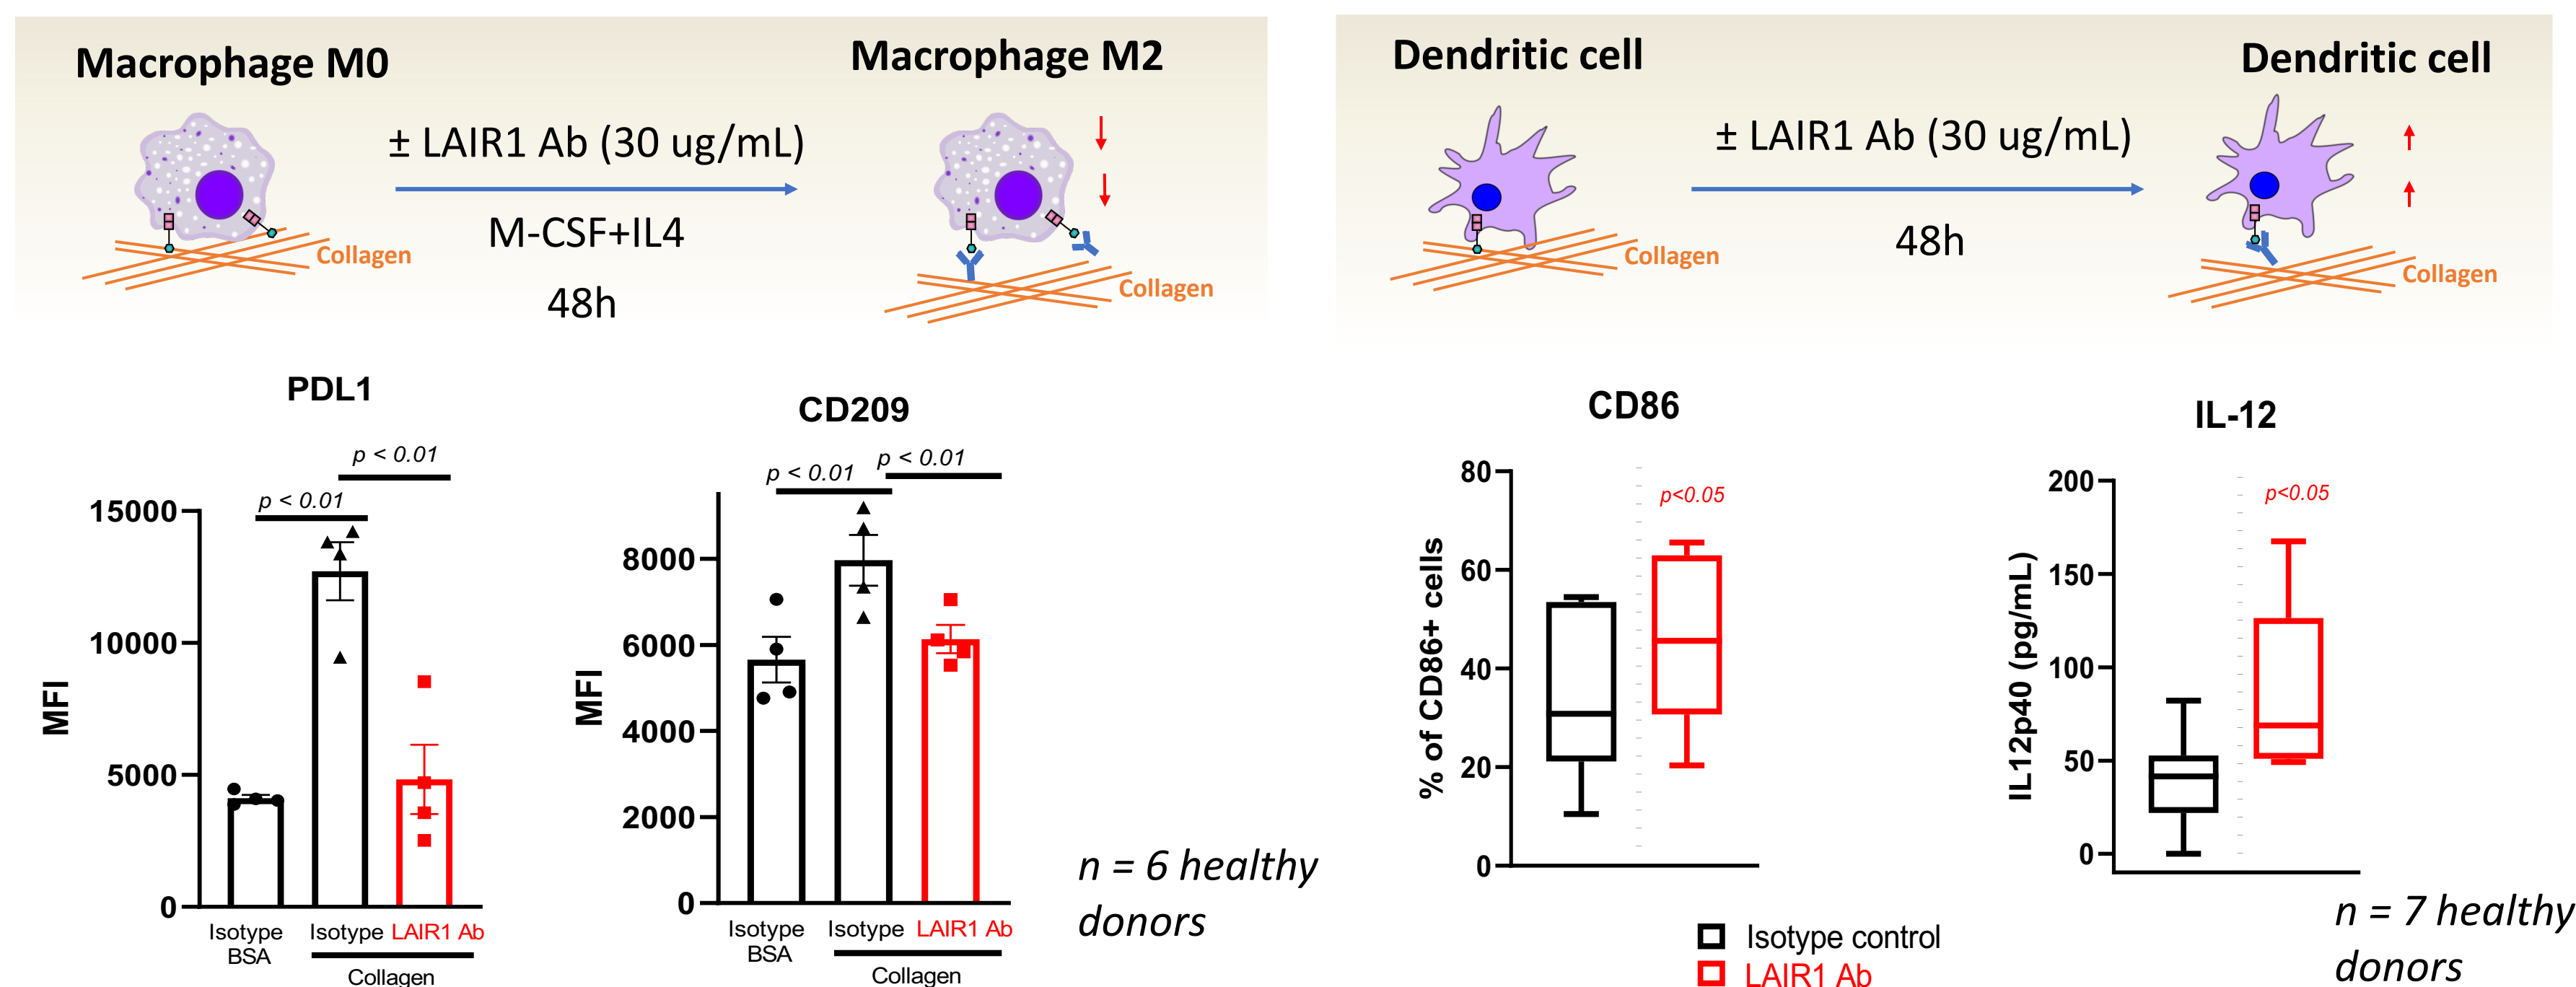 Macrophage M0
Macrophage M2
± LAIR1 Ab (30 ug/mL)
M-CSF+IL4
48h
Collagen
Collagen
Dendritic cell
Dendritic cell
± LAIR1 Ab (30 ug/mL)
48h
Collagen
Collagen
PDL1
p < 0.01
p < 0.01
15000
10000
5000
0
MFI
Isotype
BSA
Isotype
LAIR1 Ab
Collagen
CD209
p < 0.01
p < 0.01
8000
6000
4000
2000
0
MFI
Isotype
BSA
Isotype
LAIR1 Ab
Collagen
n = 6 healthy
donors
CD86
80
60
40
20
0
% of CD86+ cells
p<0.05
IL-12
200
150
100
50
0
IL12p40 (pg/mL)
p<0.05
Isotype control
LAIR1 Ab
n = 7 healthy
donors